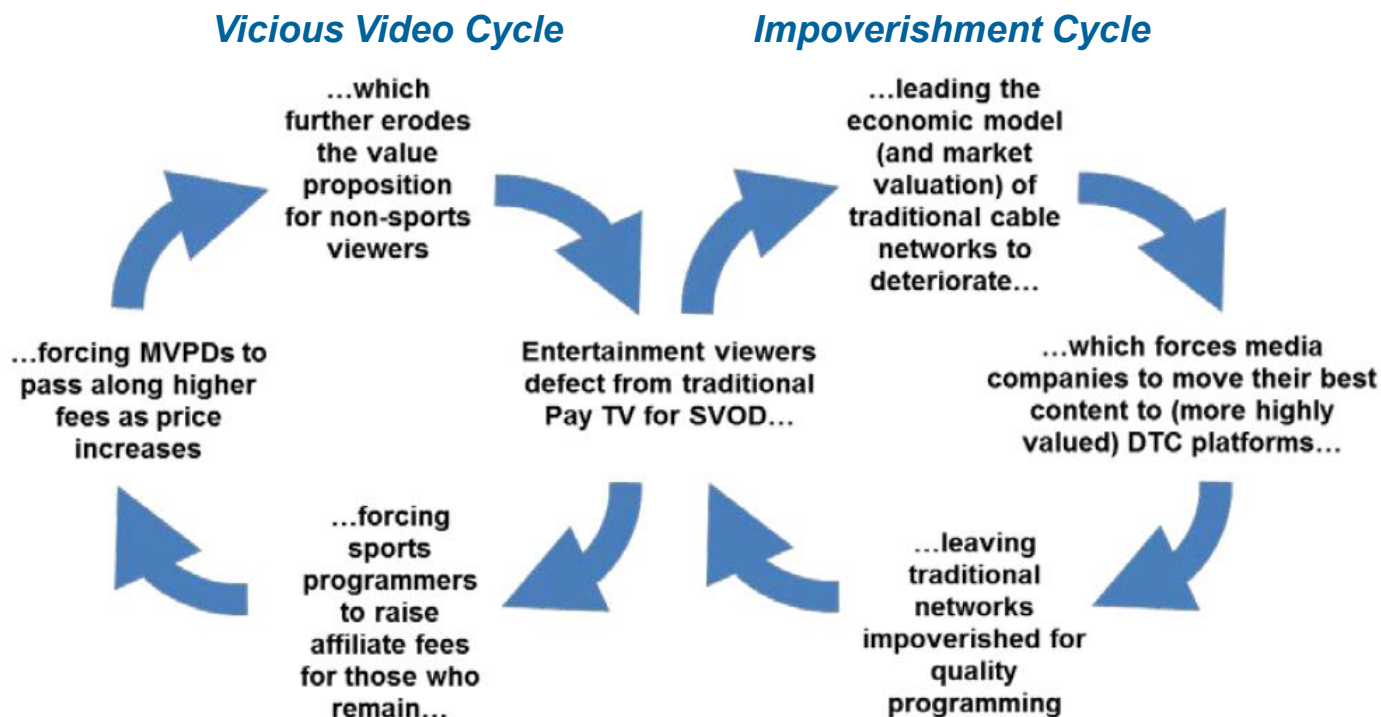 Vicious Video Cycle
Impoverishment Cycle
…which
further erodes
the value
proposition
for non-sports
viewers
…leading the
economic model
(and market
valuation) of
traditional cable
networks to
deteriorate…
…forcing MVPDs to
pass along higher
fees as price
increases
Entertainment viewers
defect from traditional
Pay TV for SVOD…
…which forces media
companies to move their best
content to (more highly
valued) DTC platforms…
…forcing
sports
programmers
to raise
affiliate fees
for those who
remain…
…leaving
traditional
networks
impoverished for
quality
programming